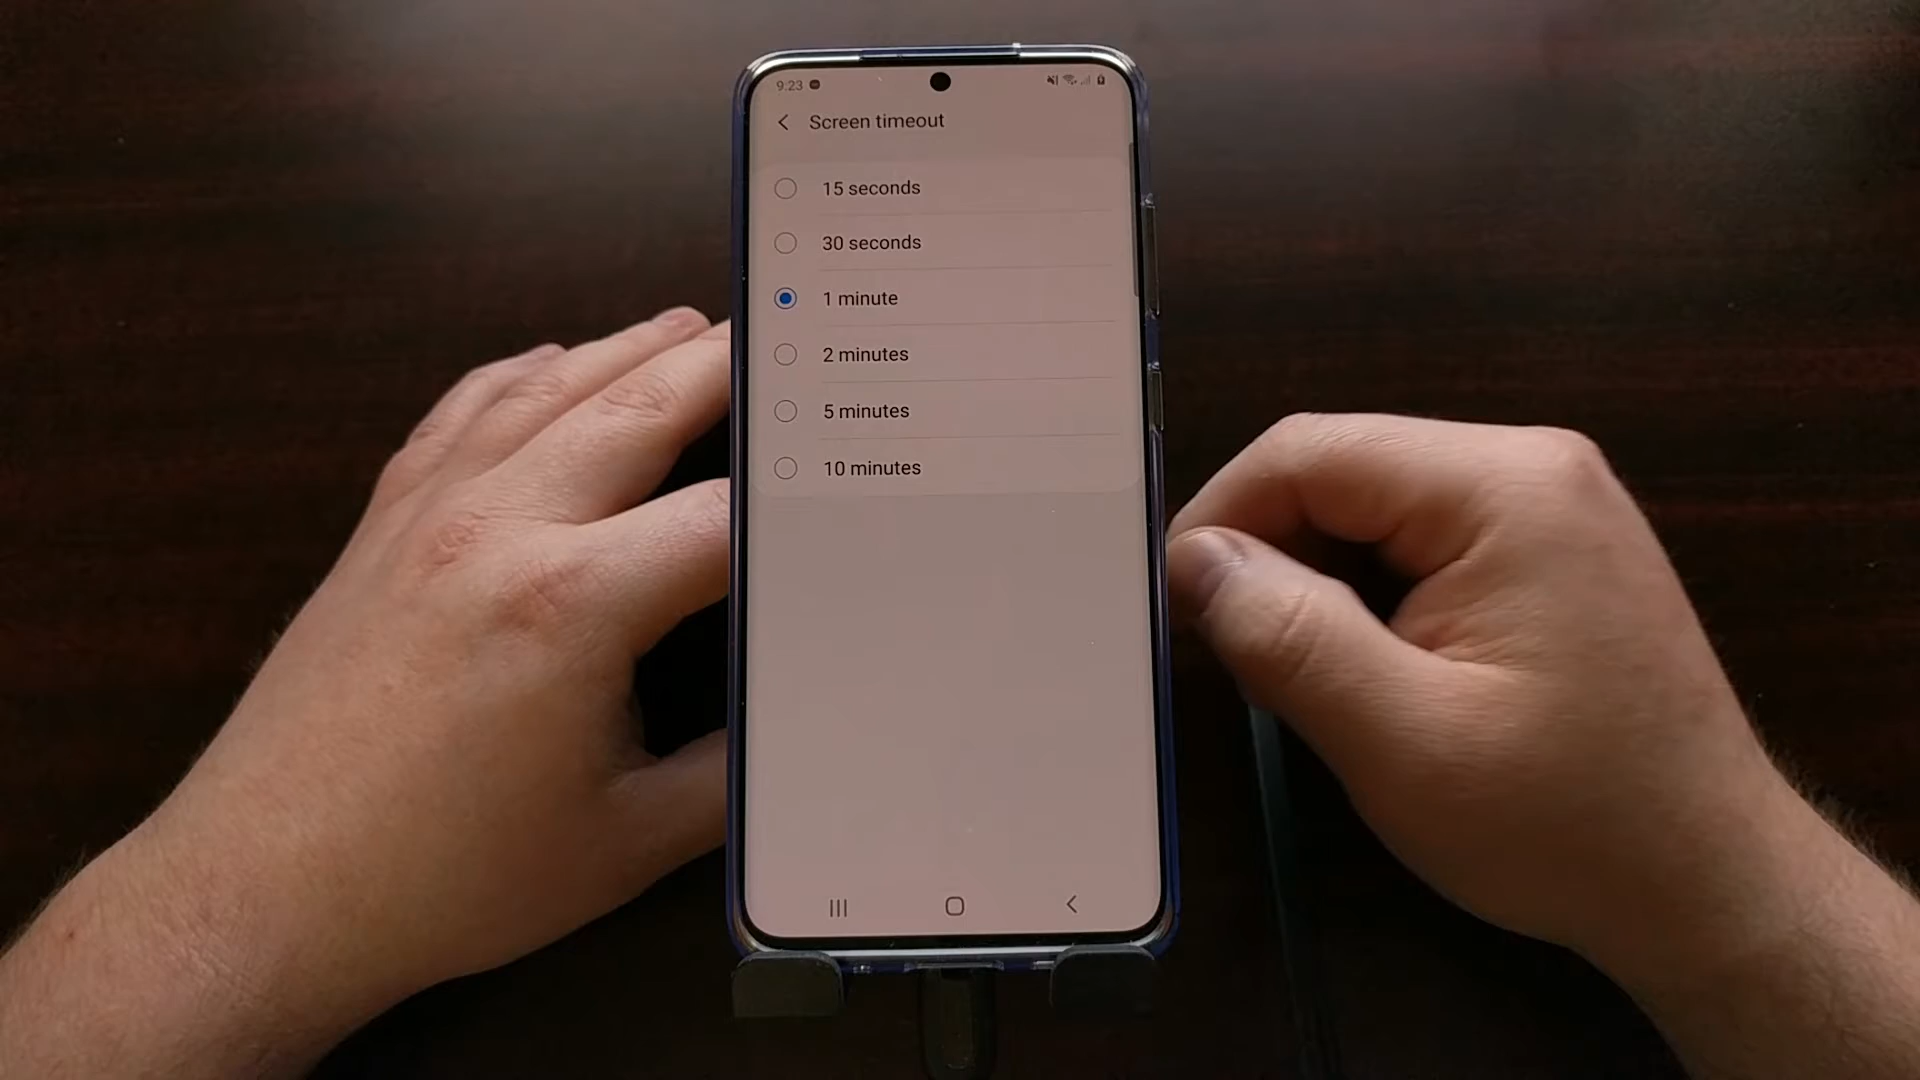 9:23
Screen timeout
15 seconds
30 seconds
1 minute
2 minutes
5 minutes
10 minutes